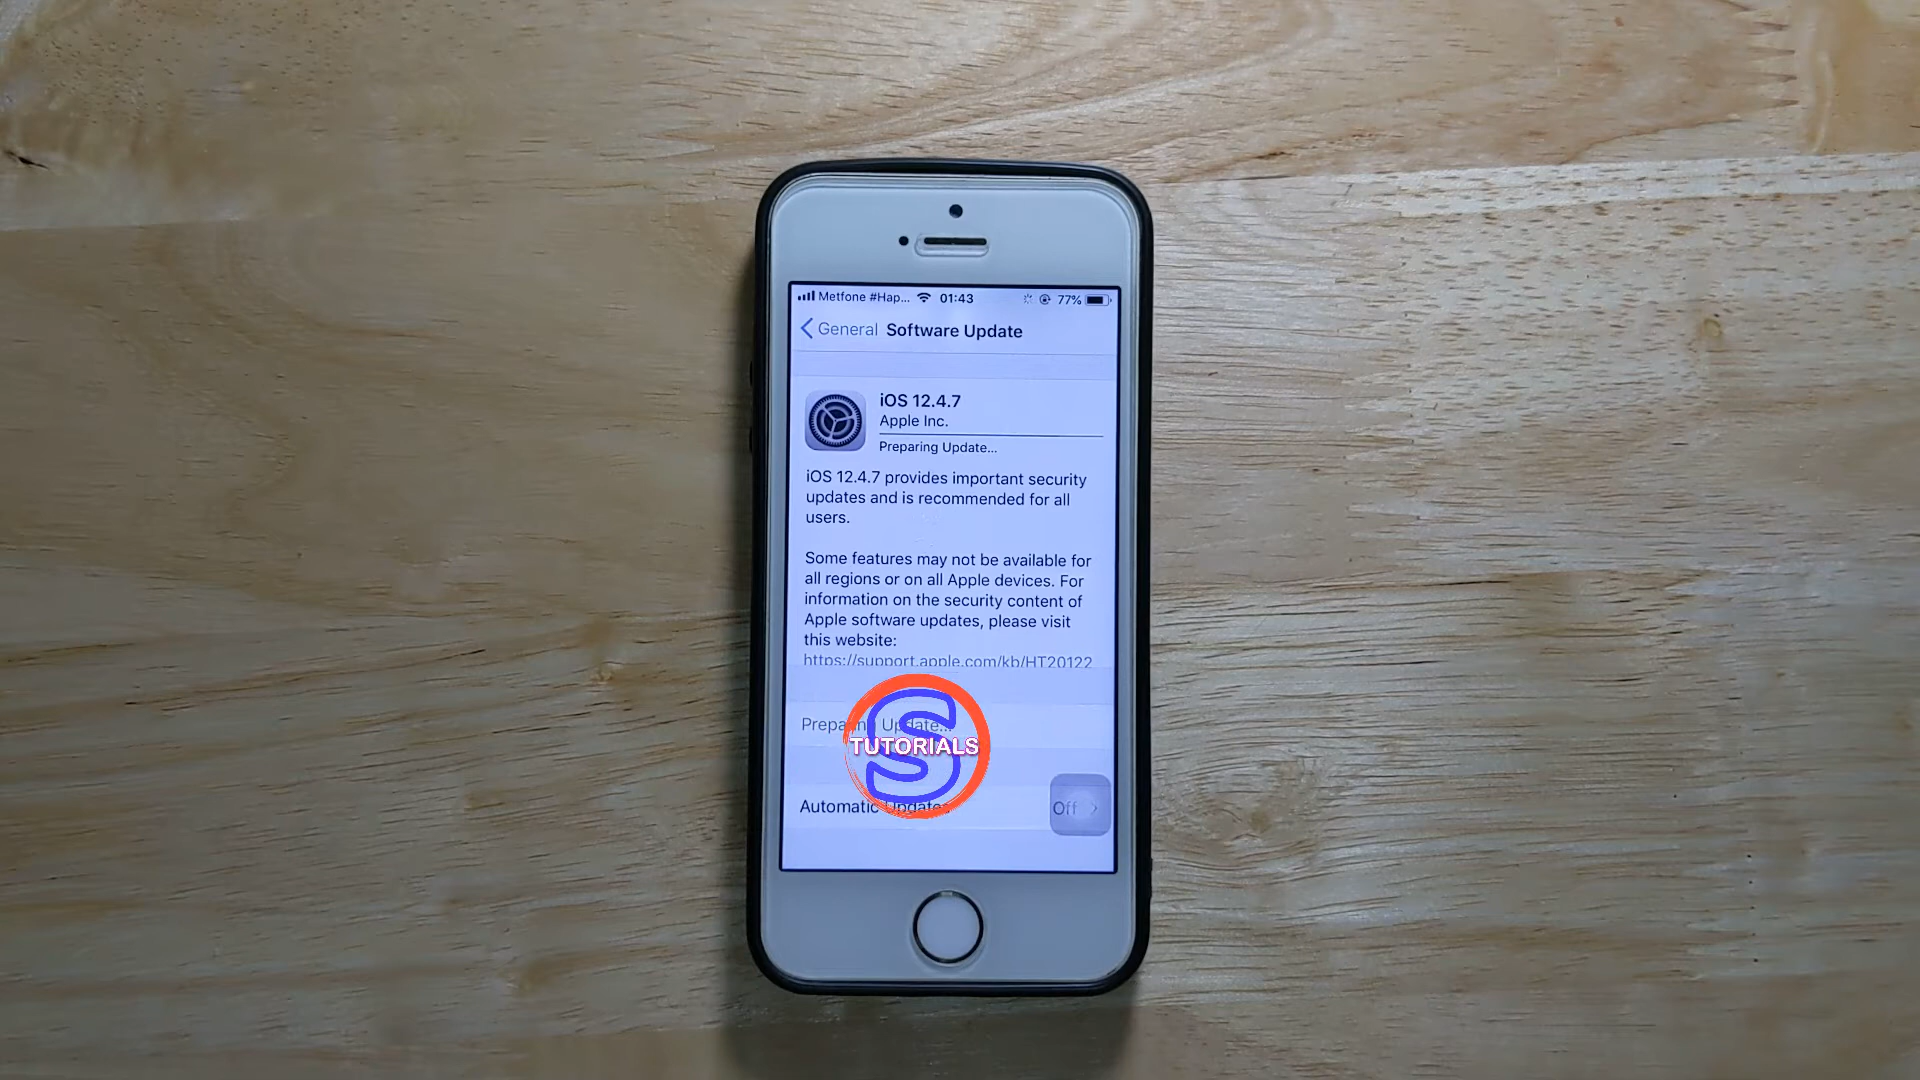 Metfone #Hap... 01:43 77%
General Software Update
iOS 12.4.7
Apple Inc.
Preparing Update...
iOS 12.4.7 provides important security
updates and is recommended for all
users.
Some features may not be available for
all regions or on all Apple devices. For
information on the security content of
Apple software updates, please visit
this website:
https://support.apple.com/kb/HT20122
Preparing Update...
S
TUTORIALS
Automatic Updates Off